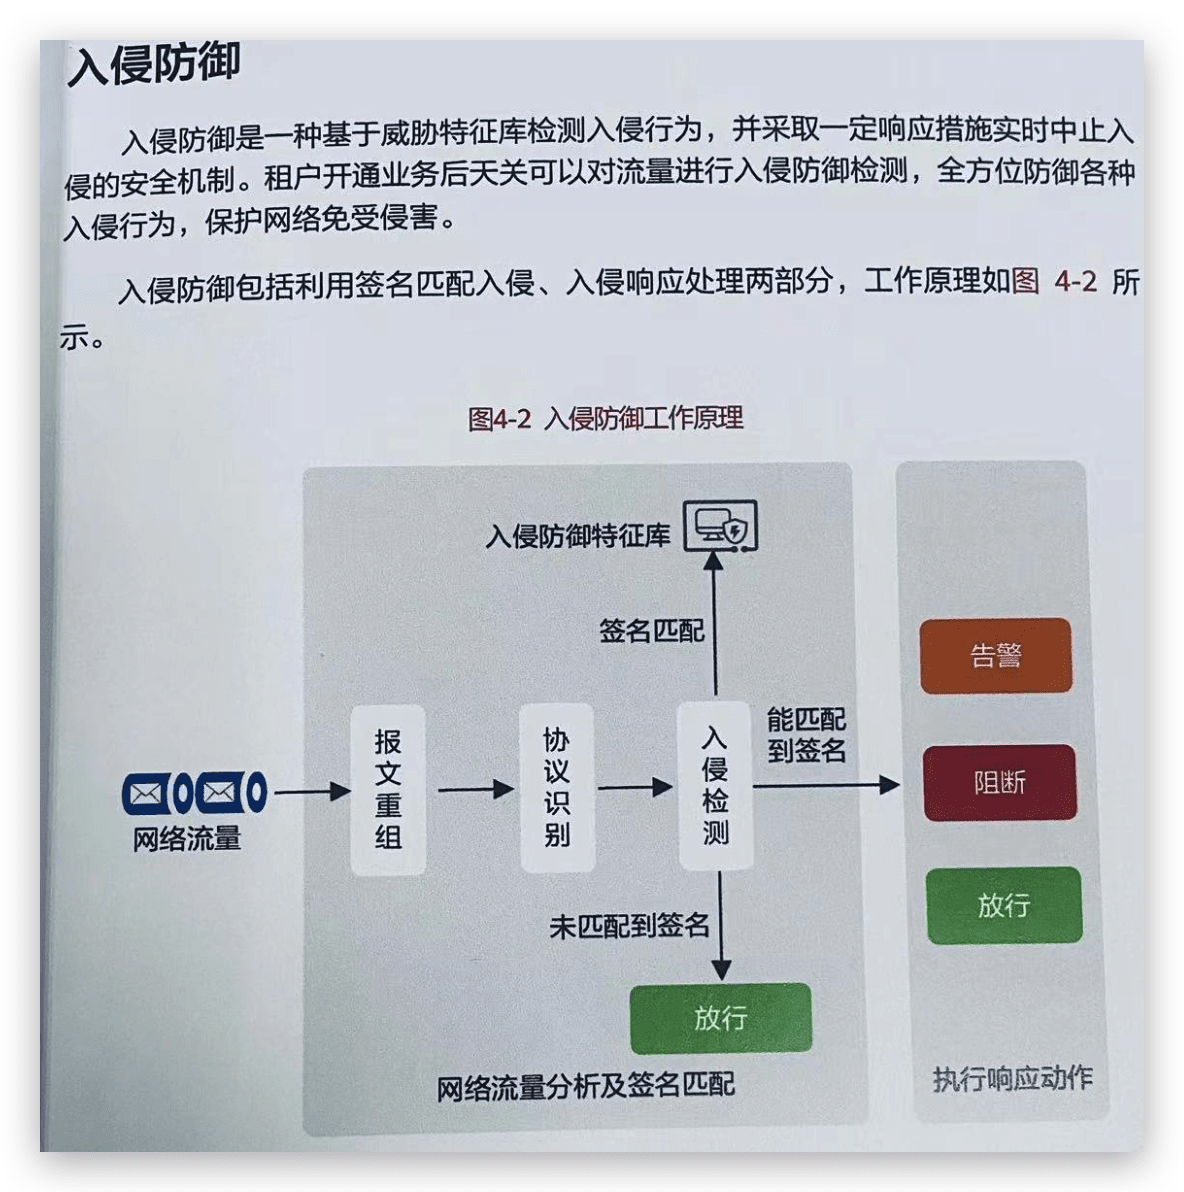 入侵防御
入侵防御是一种基于威胁特征库检测入侵行为，并采取一定响应措施实时中止入
侵的安全机制。租户开通业务后天关可以对流量进行入侵防御检测，全方位防御各种
入侵行为，保护网络免受侵害。
入侵防御包括利用签名匹配入侵、入侵响应处理两部分，工作原理如图 4-2 所
示。
图4-2 入侵防御工作原理
入侵防御特征库
签名匹配
告警
能匹配
到签名
报文重组
协议识别
入侵检测
阻断
网络流量
放行
未匹配到签名
放行
网络流量分析及签名匹配
执行响应动作